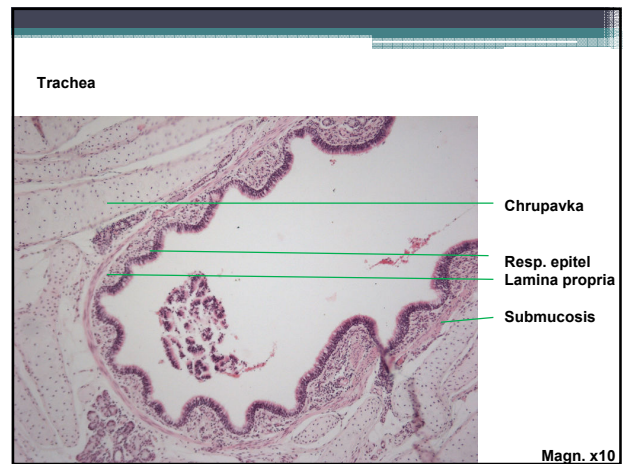 Trachea
Chrupavka
Resp. epitel
Lamina propria
Submucosis
Magn. x10